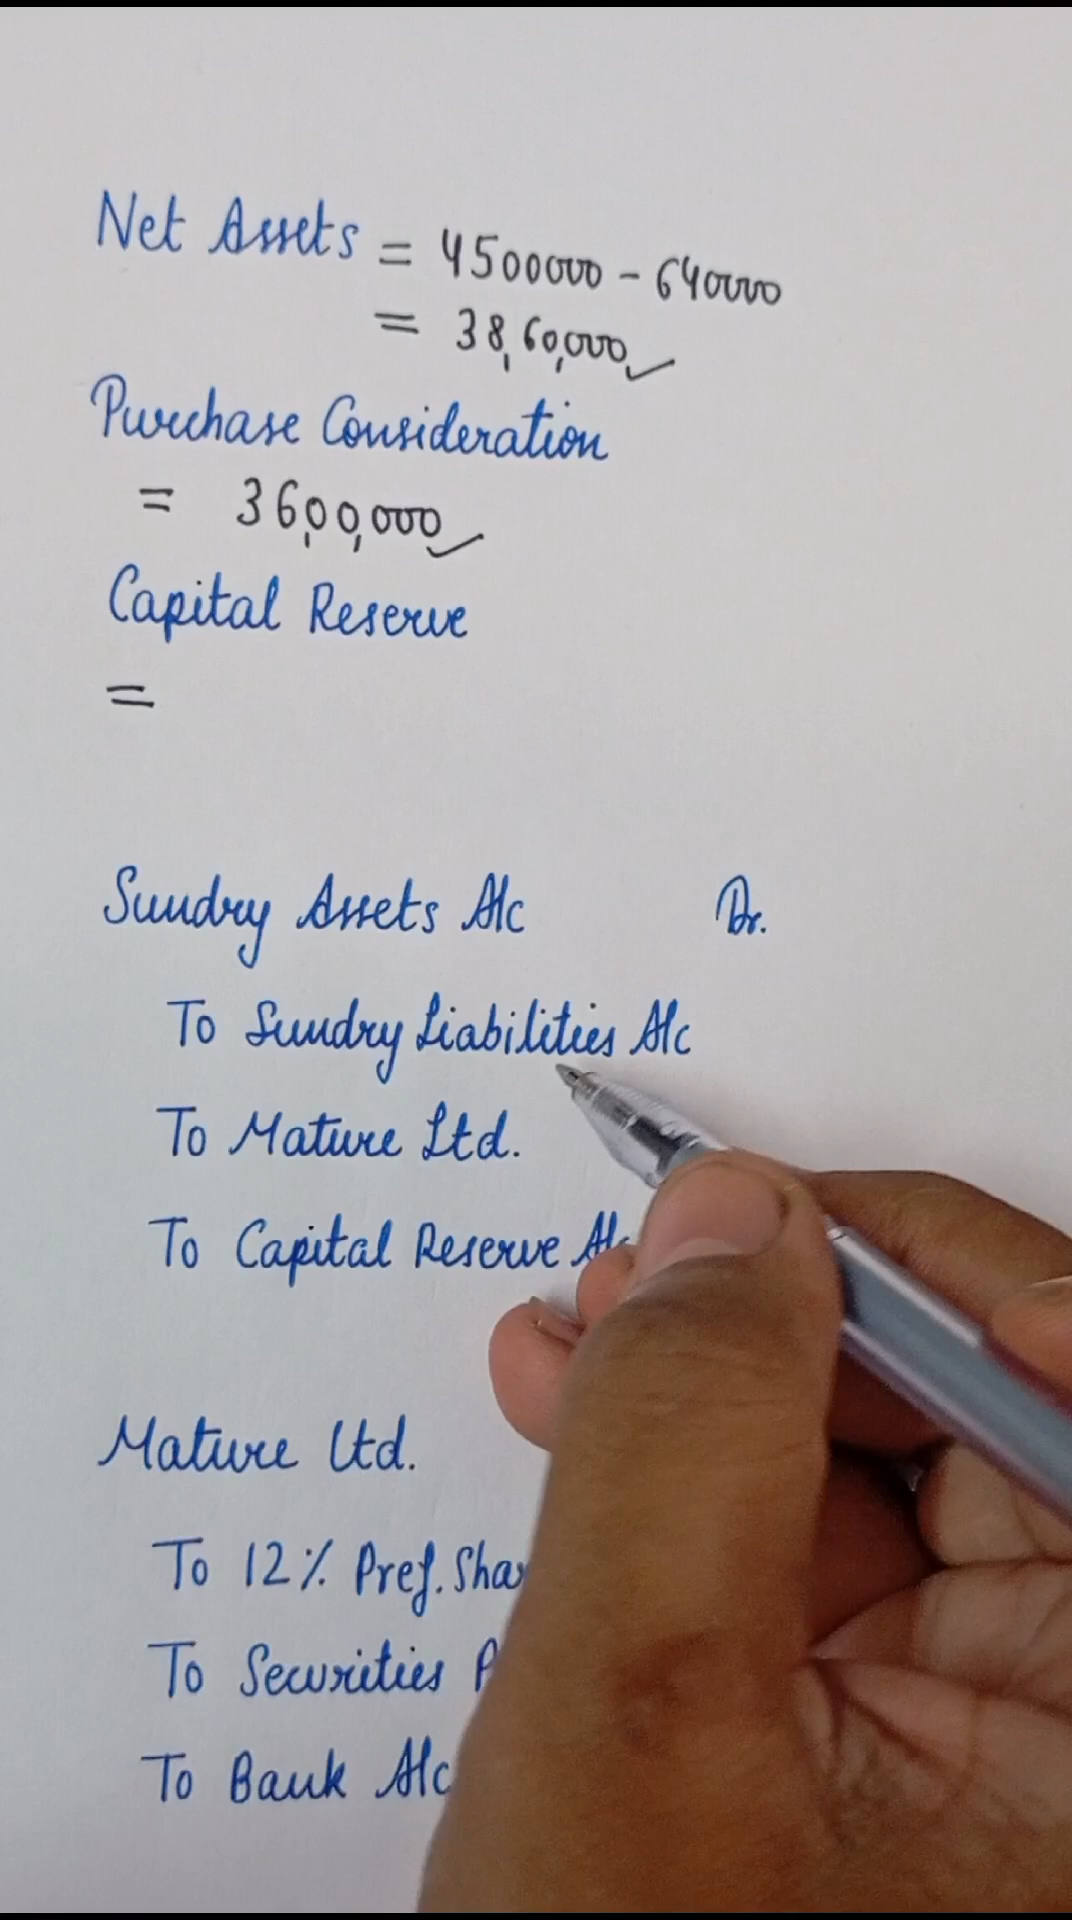 Net Assets = 4500000 - 640000
= 38,60,000
Purchase Consideration
= 36,00,000
Capital Reserve
=
Sundry Assets A/c Dr.
To Sundry Liabilities A/c
To Mature Ltd.
To Capital Reserve
Mature Ltd.
To 12% Pref.
To Securities
To Bank A/c